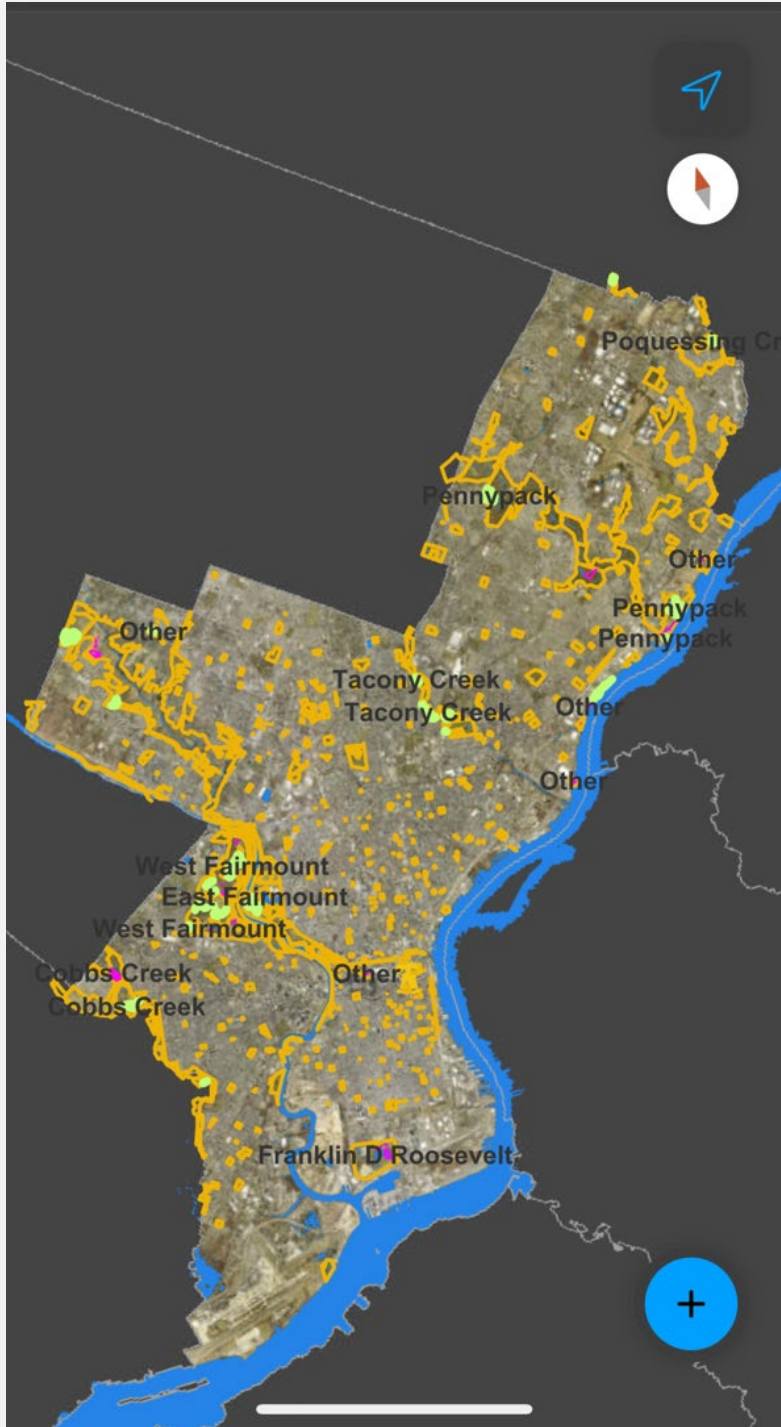 Poquessing Cr
Pennypack
Other
Pennypack
Other
Pennypack
Tacony Creek
Other
Tacony Creek
Other
West Fairmount
East Fairmount
West Fairmount
Cobbs Creek
Other
Cobbs Creek
Franklin D Roosevelt